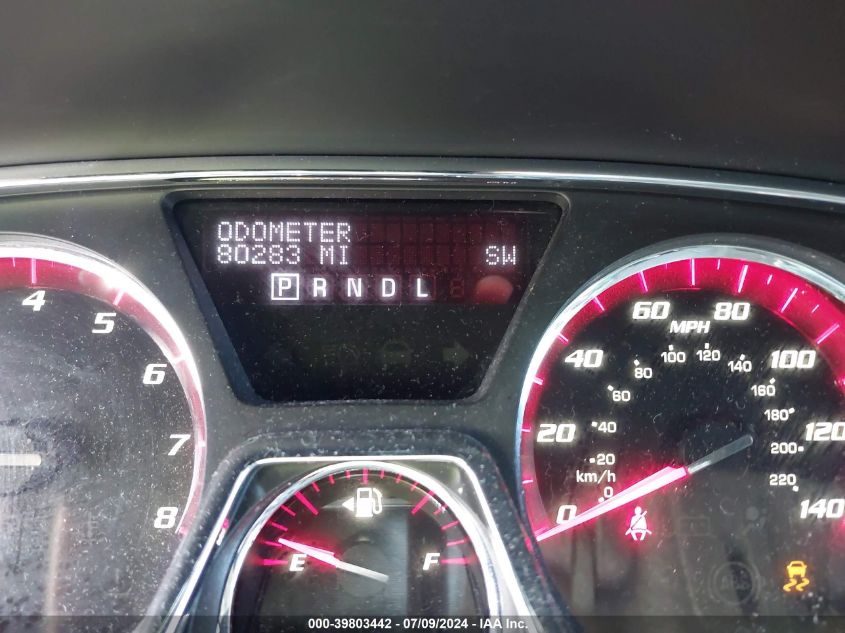 ODOMETER
80283 MI SW
P R N D L
4
5
6
7
8
E F
0 20 40 60 80 100 120 140
MPH
km/h
0 20 40 60 80 100 120 140 160 180 200 220
000-39803442 - 07/09/2024 - IAA Inc.